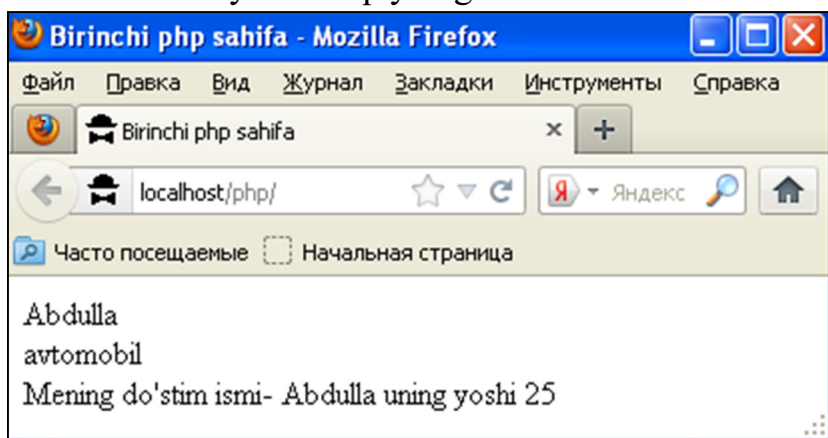 Birinchi php sahifa - Mozilla Firefox
Файл Правка Вид Журнал Закладки Инструменты Справка
Birinchi php sahifa × +
localhost/php/ Я Яндекс
Часто посещаемые Начальная страница
Abdulla
avtomobil
Mening do'stim ismi- Abdulla uning yoshi 25